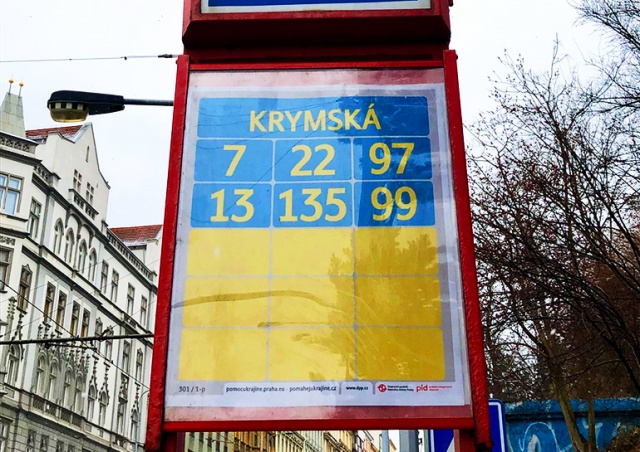 KRYMSKÁ
7 22 97
13 135 99
301 / 1-p pomocukrajine.praha.eu pomahejukrajine.cz www.dpp.cz pid